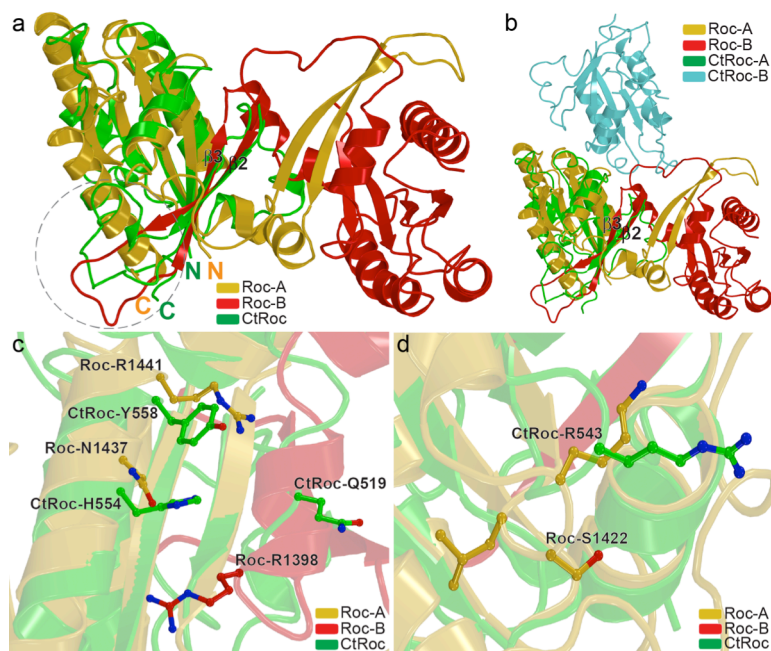 a
β3
β2
N N
C C
Roc-A
Roc-B
CtRoc
b
Roc-A
Roc-B
CtRoc-A
CtRoc-B
β3
β2
c
Roc-R1441
CtRoc-Y558
Roc-N1437
CtRoc-H554
CtRoc-Q519
Roc-R1398
Roc-A
Roc-B
CtRoc
d
CtRoc-R543
Roc-S1422
Roc-A
Roc-B
CtRoc